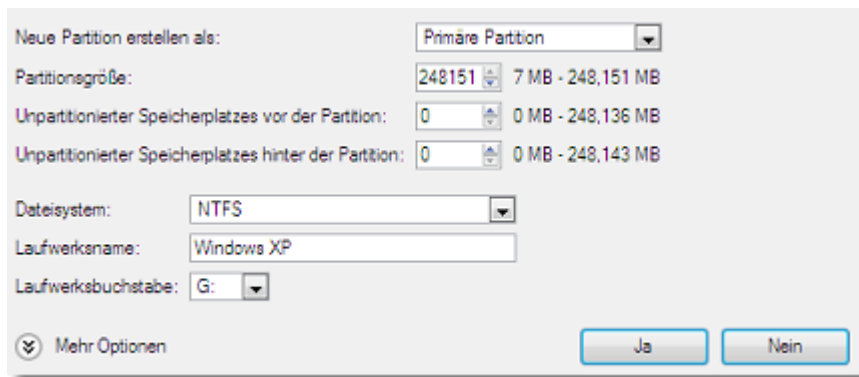 Neue Partition erstellen als: Primäre Partition
Partitionsgröße: 248151 7 MB - 248,151 MB
Unpartitionierter Speicherplatzes vor der Partition: 0 0 MB - 248,136 MB
Unpartitionierter Speicherplatzes hinter der Partition: 0 0 MB - 248,143 MB
Dateisystem: NTFS
Laufwerksname: Windows XP
Laufwerksbuchstabe: G:
Mehr Optionen Ja Nein